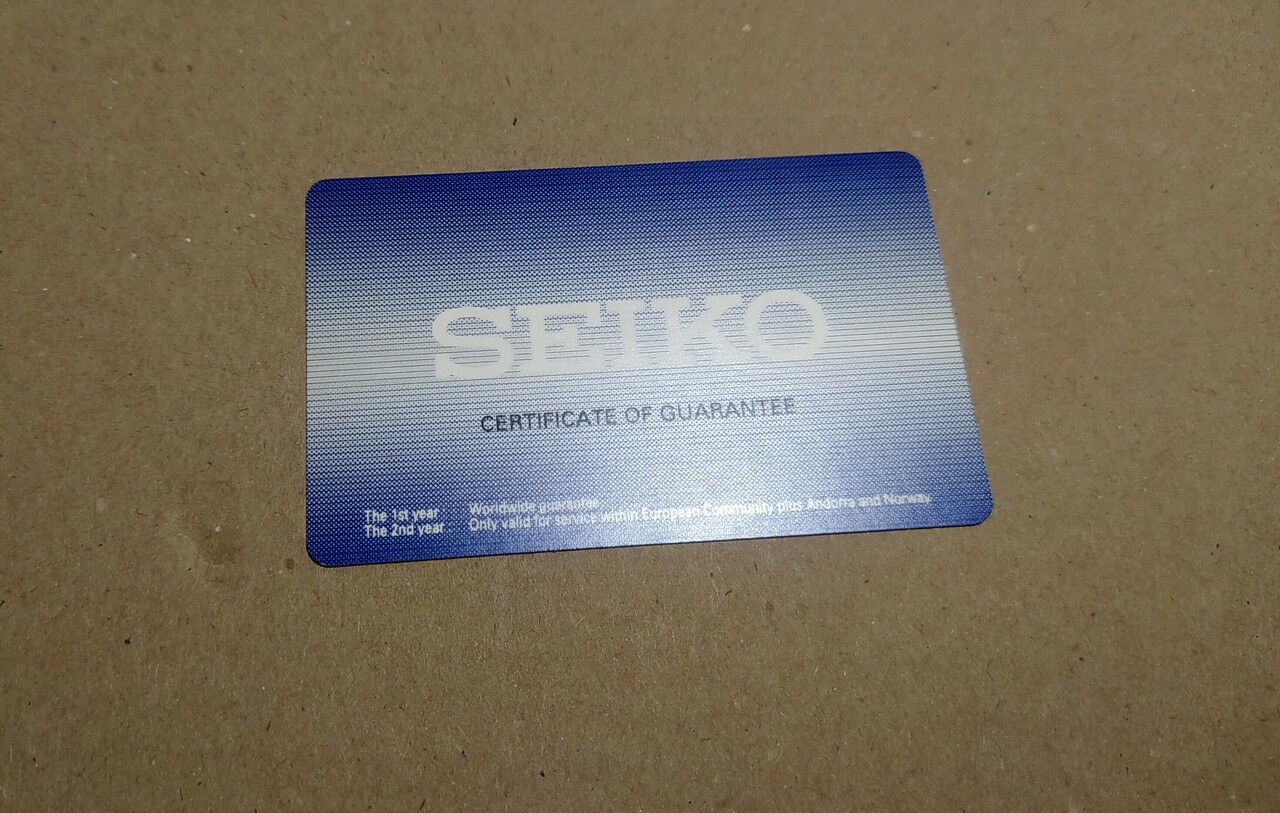 SEIKO
CERTIFICATE OF GUARANTEE
The 1st year Worldwide guarantee
The 2nd year Only valid for service within European Community plus Andorra and Norway